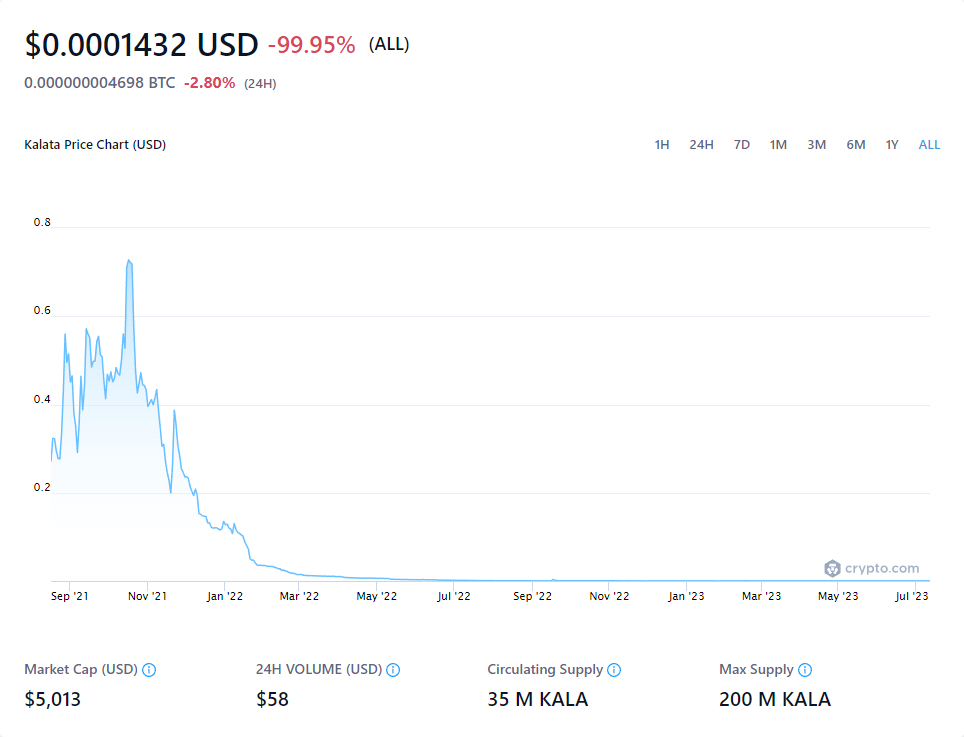 $0.0001432 USD -99.95% (ALL)
0.000000004698 BTC -2.80% (24H)
Kalata Price Chart (USD) 1H 24H 7D 1M 3M 6M 1Y ALL
0.8
0.6
0.4
0.2
crypto.com
Sep '21 Nov '21 Jan '22 Mar '22 May '22 Jul '22 Sep '22 Nov '22 Jan '23 Mar '23 May '23 Jul '23
Market Cap (USD) 24H VOLUME (USD) Circulating Supply Max Supply
$5,013 $58 35 M KALA 200 M KALA